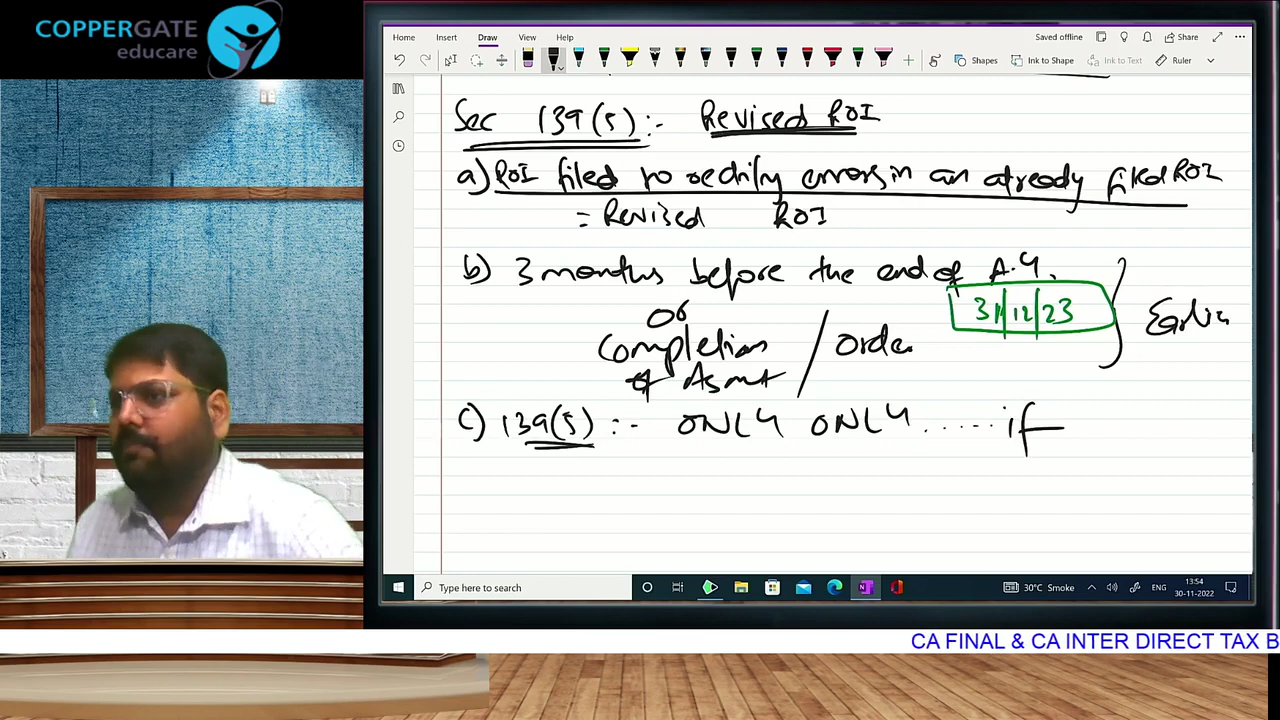 COPPERGATE
educare
Home Insert Draw View Help
Saved offline
Share
Shapes
Ink to Shape
Ink to Text
Ruler
Sec 139(5):- Revised ROI
a) ROI filed to rectify errors in an already filed ROI
= Revised ROI
b) 3 months before the end of A.Y.
31|12|23
or
Completion / Order
of Asmt
c) 139(5) :- ONLY ONLY ..... if
Type here to search
30°C Smoke
ENG
13:54
30-11-2022
CA FINAL & CA INTER DIRECT TAX B